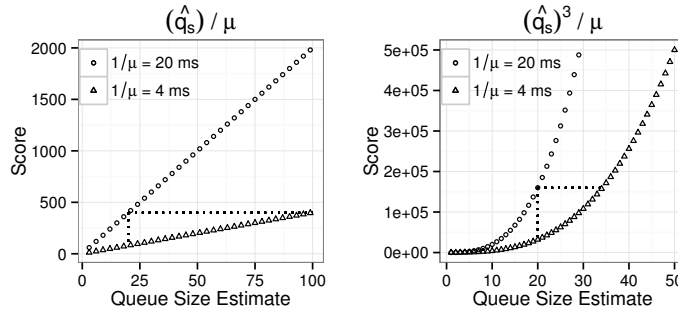 (q̂s) / μ
2000
1500
1000
500
0
0
25
50
75
100
Score
Queue Size Estimate
1/μ = 20 ms
1/μ = 4 ms
(q̂s)³ / μ
5e+05
4e+05
3e+05
2e+05
1e+05
0e+00
0
10
20
30
40
50
Score
Queue Size Estimate
1/μ = 20 ms
1/μ = 4 ms